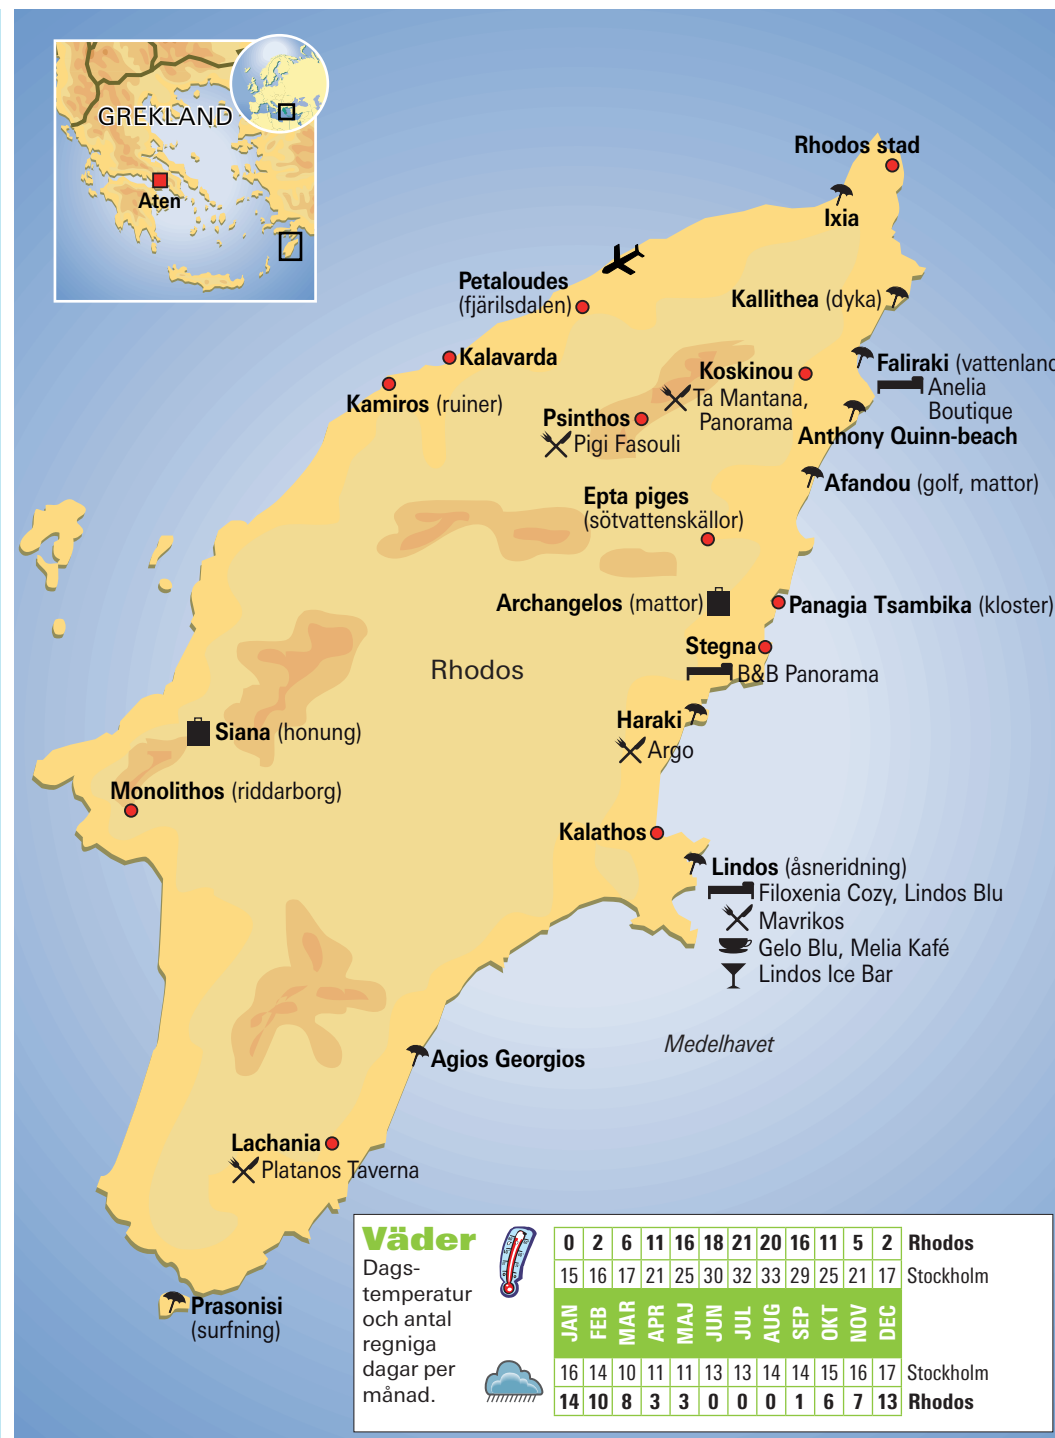 GREKLAND
Aten
Rhodos stad
Ixia
Petaloudes
(fjärilsdalen)
Kallithea (dyka)
Kalavarda
Faliraki (vattenland
Anelia
Boutique
Koskinou
Ta Mantana,
Panorama
Kamiros (ruiner)
Psinthos
Pigi Fasouli
Anthony Quinn-beach
Afandou (golf, mattor)
Epta piges
(sötvattenskällor)
Archangelos (mattor)
Panagia Tsambika (kloster)
Stegna
B&B Panorama
Rhodos
Haraki
Argo
Siana (honung)
Monolithos (riddarborg)
Kalathos
Lindos (åsneridning)
Filoxenia Cozy, Lindos Blu
Mavrikos
Gelo Blu, Melia Kafé
Lindos Ice Bar
Medelhavet
Agios Georgios
Lachania
Platanos Taverna
Prasonisi
(surfning)
Väder
Dags-
temperatur
och antal
regniga
dagar per
månad.
0 2 6 11 16 18 21 20 16 11 5 2 Rhodos
15 16 17 21 25 30 32 33 29 25 21 17 Stockholm
JAN FEB MAR APR MAJ JUN JUL AUG SEP OKT NOV DEC
16 14 10 11 11 13 13 14 14 15 16 17 Stockholm
14 10 8 3 3 0 0 0 1 6 7 13 Rhodos